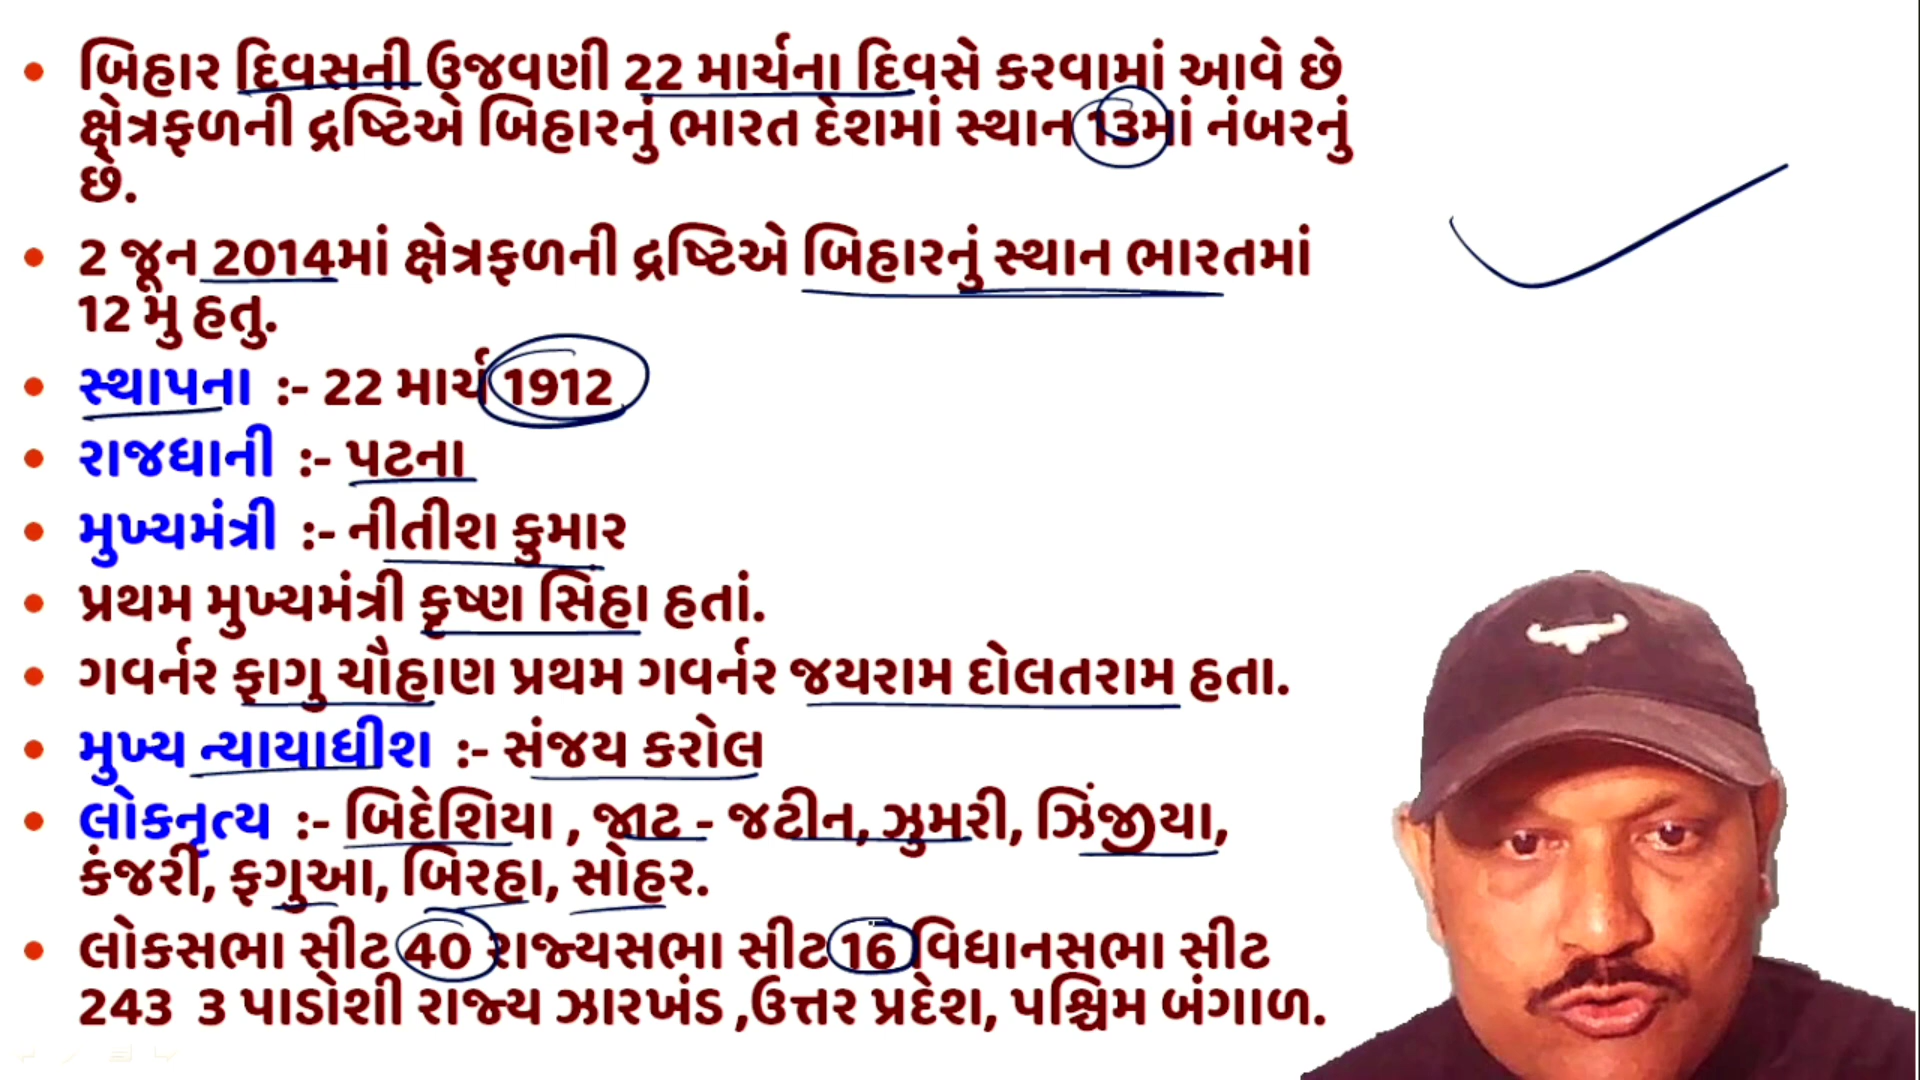 બિહાર દિવસની ઉજવણી 22 માર્ચના દિવસે કરવામાં આવે છે
ક્ષેત્રફળની દ્રષ્ટિએ બિહારનું ભારત દેશમાં સ્થાન 13માં નંબરનું
છે.
2 જૂન 2014માં ક્ષેત્રફળની દ્રષ્ટિએ બિહારનું સ્થાન ભારતમાં
12 મુ હતુ.
સ્થાપના :- 22 માર્ચ 1912
રાજધાની :- પટના
મુખ્યમંત્રી :- નીતીશ કુમાર
પ્રથમ મુખ્યમંત્રી કૃષ્ણ સિહા હતાં.
ગવર્નર ફાગુ ચૌહાણ પ્રથમ ગવર્નર જયરામ દોલતરામ હતા.
મુખ્ય ન્યાયાધીશ :- સંજય કરોલ
લોકનૃત્ય :- બિદેશિયા , જાટ - જટીન, ઝુમરી, ઝિંજીયા,
કંજરી, ફગુઆ, બિરહા, સોહર.
લોકસભા સીટ 40 રાજ્યસભા સીટ 16 વિધાનસભા સીટ
243 3 પાડોશી રાજ્ય ઝારખંડ ,ઉત્તર પ્રદેશ, પશ્ચિમ બંગાળ.